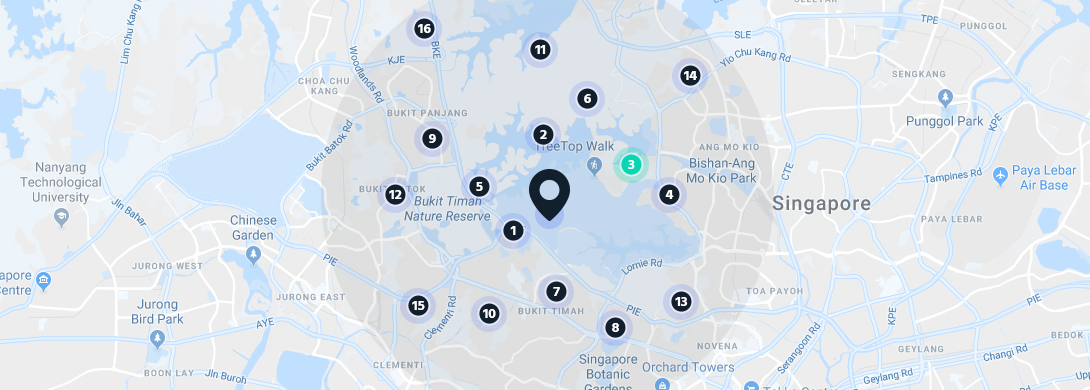 SELETAR
TPE
PUNGGOL
16
Lim Chu Kang Rd
BKE
SLE
11
KJE
Woodlands Rd
Yio Chu Kang Rd
14
SENGKANG
CHOA CHU
KANG
6
Punggol Park
KPE
BUKIT PANJANG
9
2
TreeTop Walk
ANG MO KIO
Bukit Batok Rd
3
Bishan-Ang
Mo Kio Park
CTE
Tampines Rd
Paya Lebar
Air Base
Nanyang
Technological
University
BUKIT BATOK
12
5
4
Bukit Timah
Nature Reserve
Singapore
Jln Bahar
Chinese
Garden
1
PAYA LEBAR
PIE
Lornie Rd
JURONG WEST
apore
Centre
JURONG EAST
7
TOA PAYOH
13
PIE
Jurong
Bird Park
15
Clementi Rd
10
BUKIT TIMAH
PIE
8
KPE
AYE
Serangoon Rd
BEDOK
NOVENA
GEYLANG
Changi Rd
Singapore
Botanic
Gardens
Orchard Towers
CLEMENTI
BOON LAY
Jln Buroh
Geylang Rd